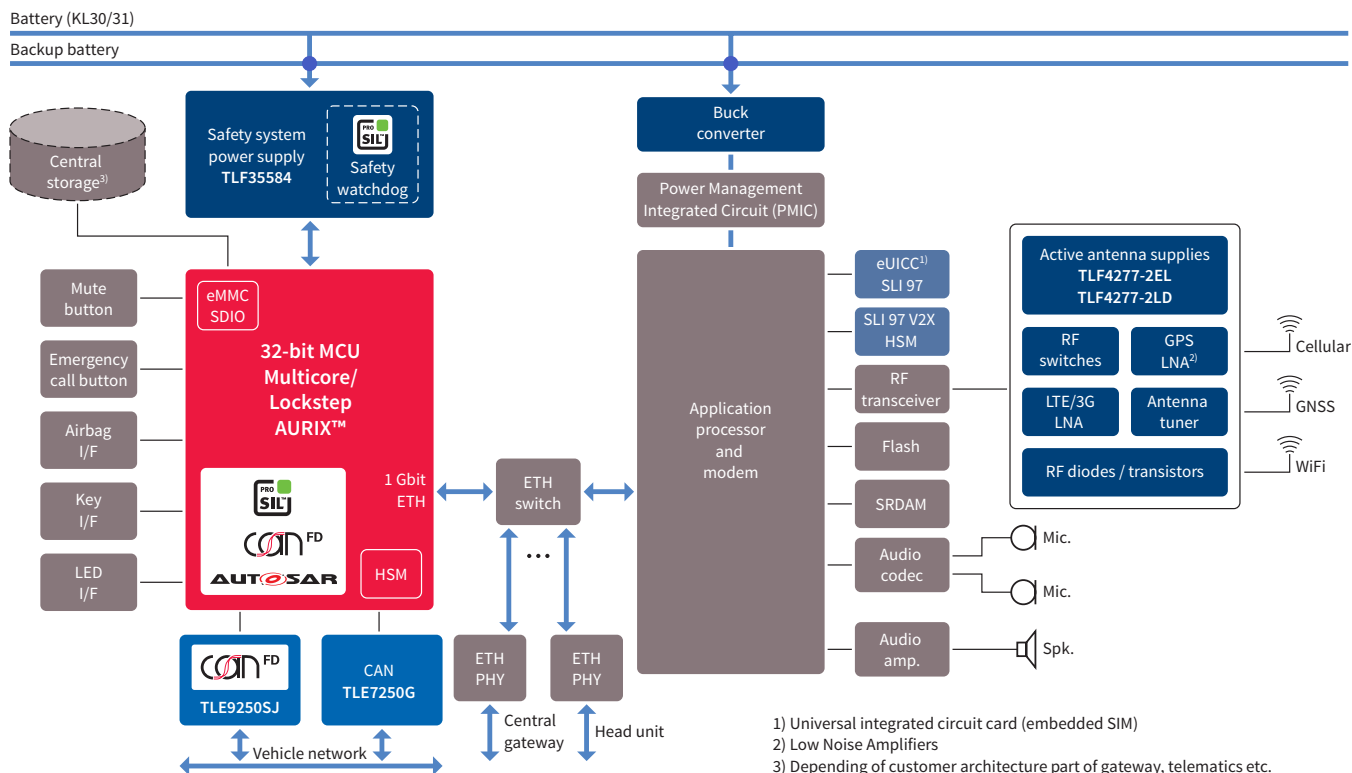 Battery (KL30/31)
Backup battery
Central
storage3)
Safety system
power supply
TLF35584
PRO
SIL™
Safety
watchdog
Buck
converter
Power Management
Integrated Circuit (PMIC)
Mute
button
Emergency
call button
Airbag
I/F
Key
I/F
LED
I/F
eMMC
SDIO
32-bit MCU
Multicore/
Lockstep
AURIX™
PRO
SIL™
CAN FD
AUTOSAR
1 Gbit
ETH
HSM
ETH
switch
...
Application
processor
and
modem
eUICC1)
SLI 97
SLI 97 V2X
HSM
RF
transceiver
Flash
SRDAM
Audio
codec
Audio
amp.
Active antenna supplies
TLF4277-2EL
TLF4277-2LD
RF
switches
GPS
LNA2)
LTE/3G
LNA
Antenna
tuner
RF diodes / transistors
Cellular
GNSS
WiFi
Mic.
Mic.
Spk.
CAN FD
TLE9250SJ
CAN
TLE7250G
ETH
PHY
ETH
PHY
Vehicle network
Central
gateway
Head unit
1) Universal integrated circuit card (embedded SIM)
2) Low Noise Amplifiers
3) Depending of customer architecture part of gateway, telematics etc.